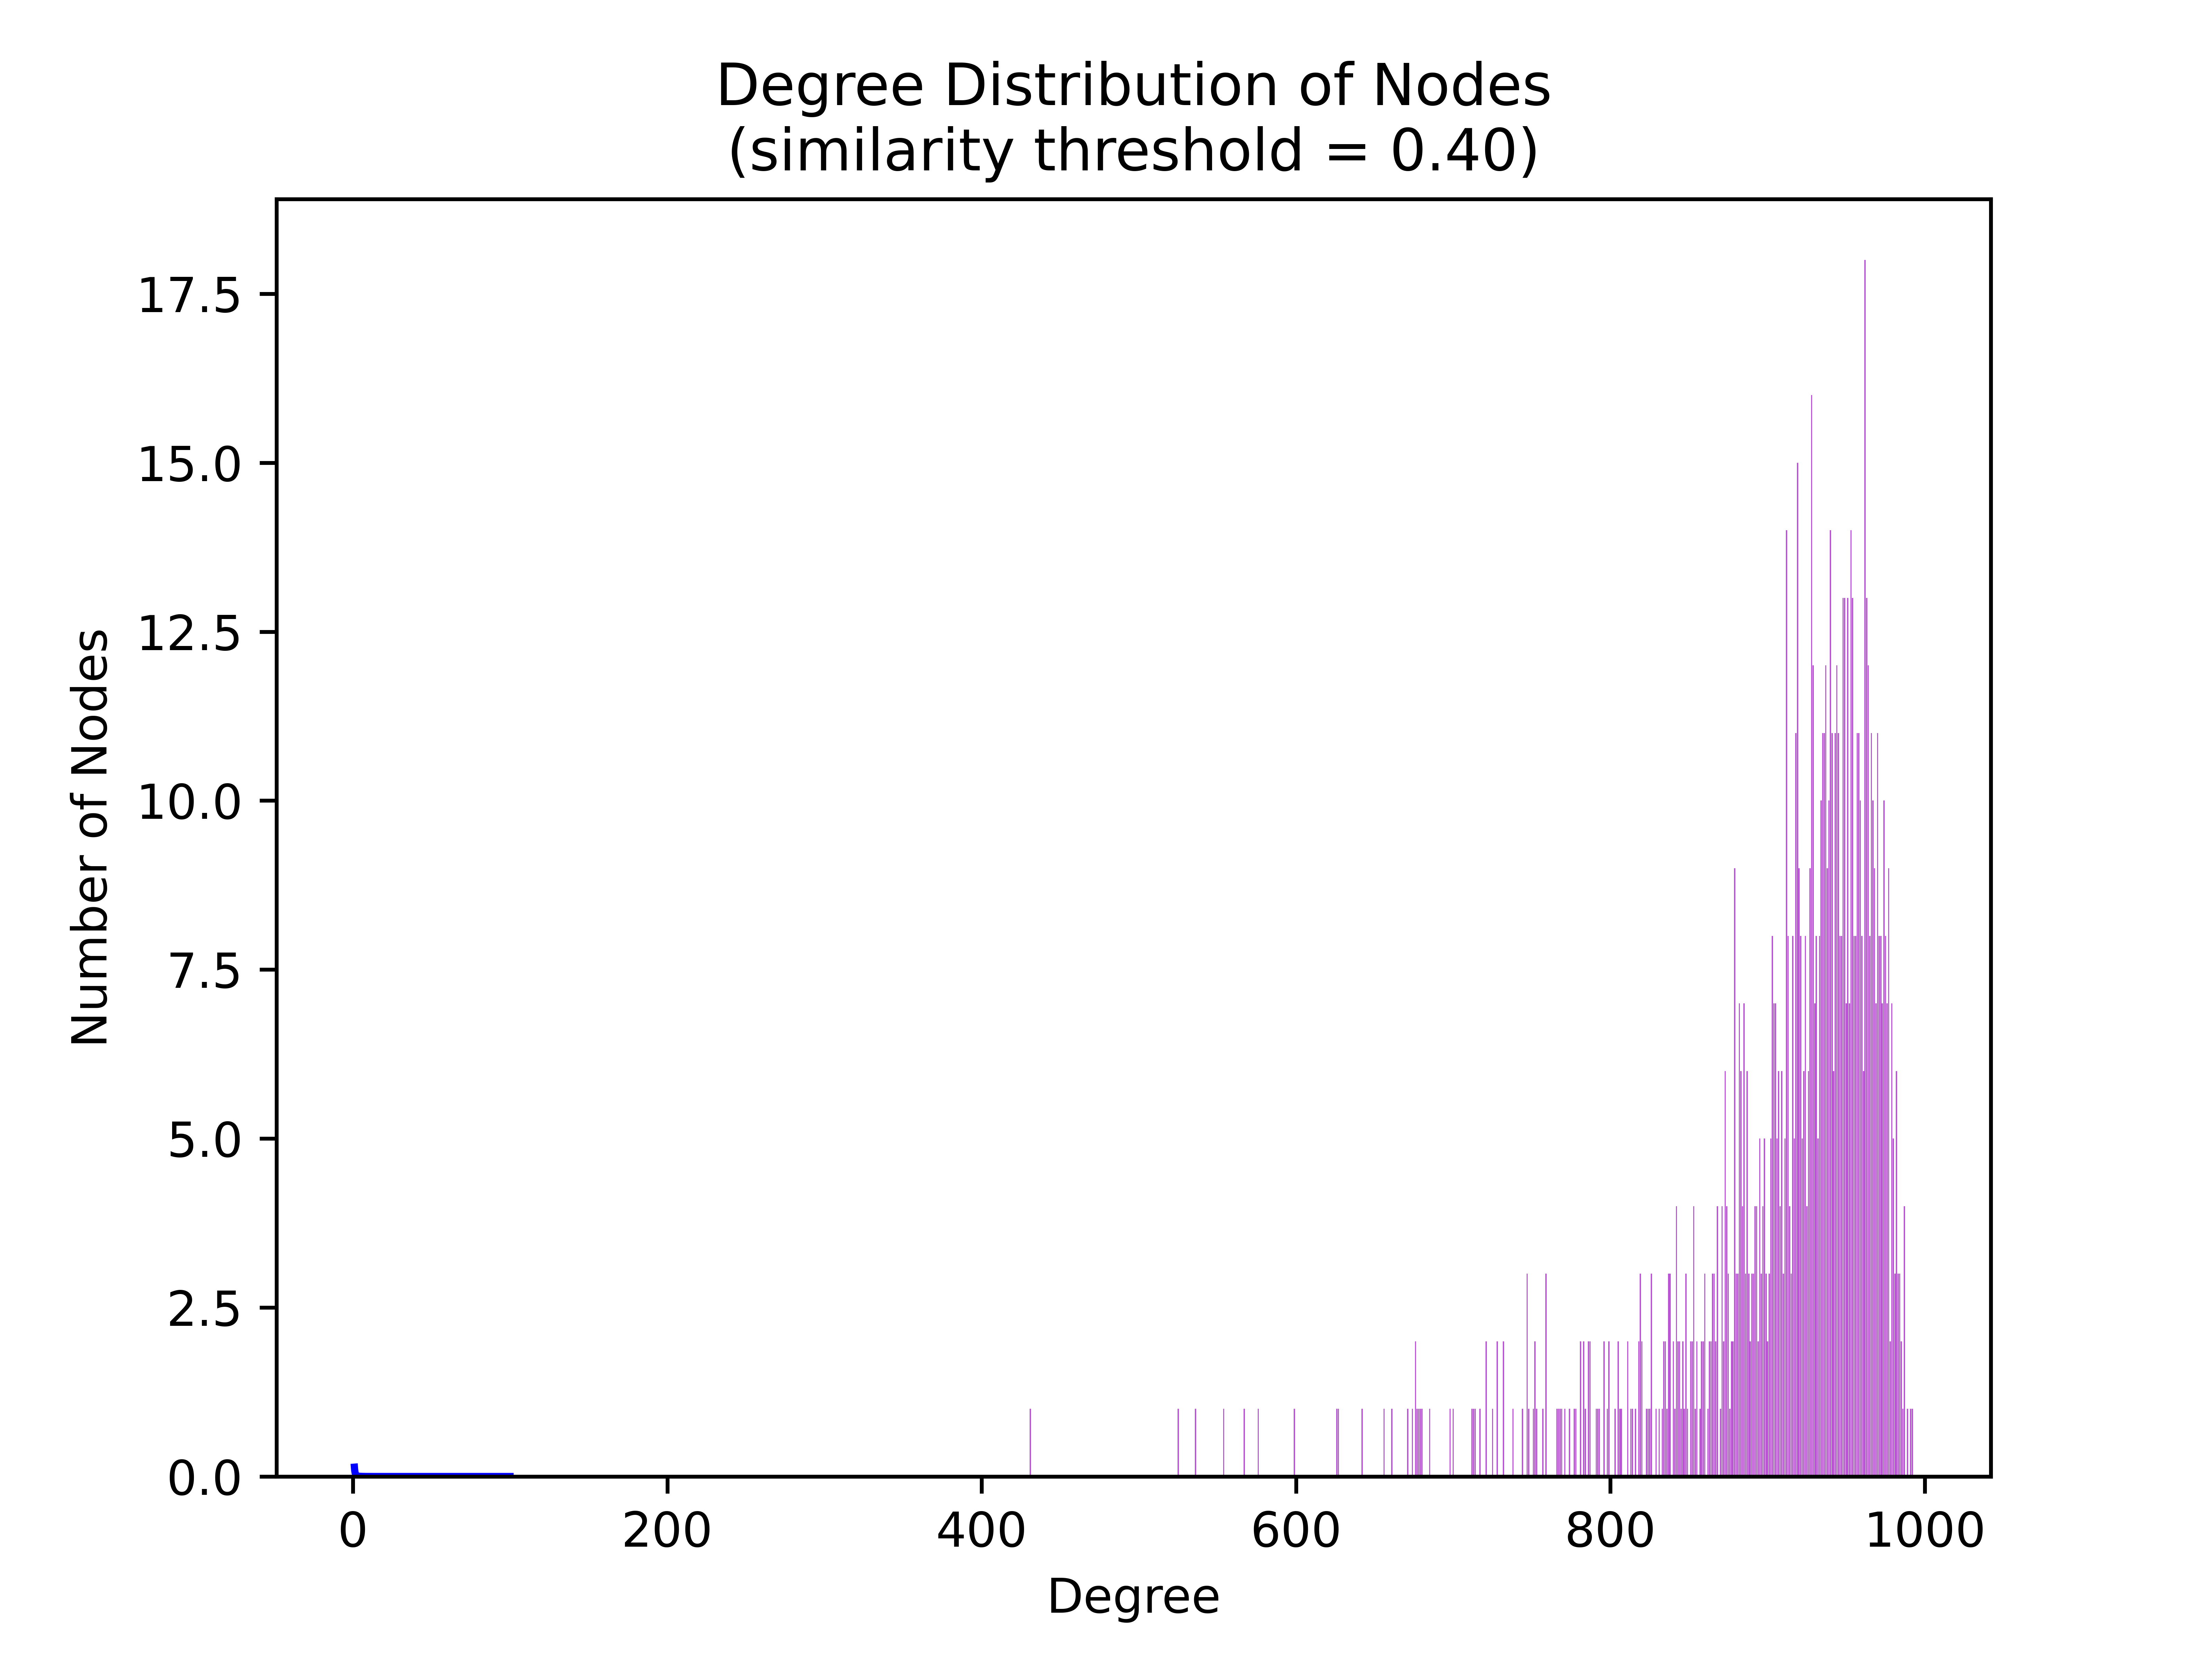 Degree Distribution of Nodes
(similarity threshold = 0.40)
Number of Nodes
17.5
15.0
12.5
10.0
7.5
5.0
2.5
0.0
0 200 400 600 800 1000
Degree